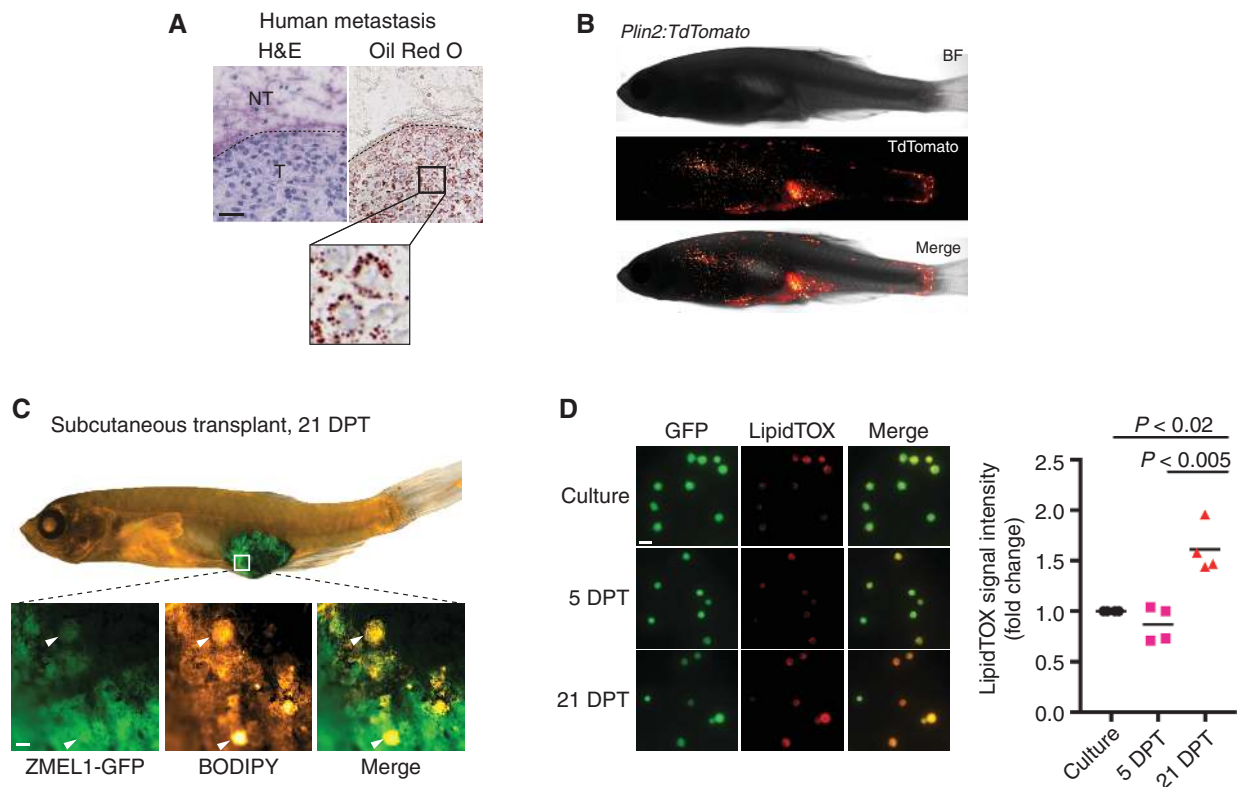 A
Human metastasis
H&E
Oil Red O
NT
T
B
Plin2:TdTomato
BF
TdTomato
Merge
C
Subcutaneous transplant, 21 DPT
ZMEL1-GFP
BODIPY
Merge
D
GFP
LipidTOX
Merge
Culture
5 DPT
21 DPT
P < 0.02
P < 0.005
LipidTOX signal intensity
(fold change)
2.5
2.0
1.5
1.0
0.5
0.0
Culture
5 DPT
21 DPT